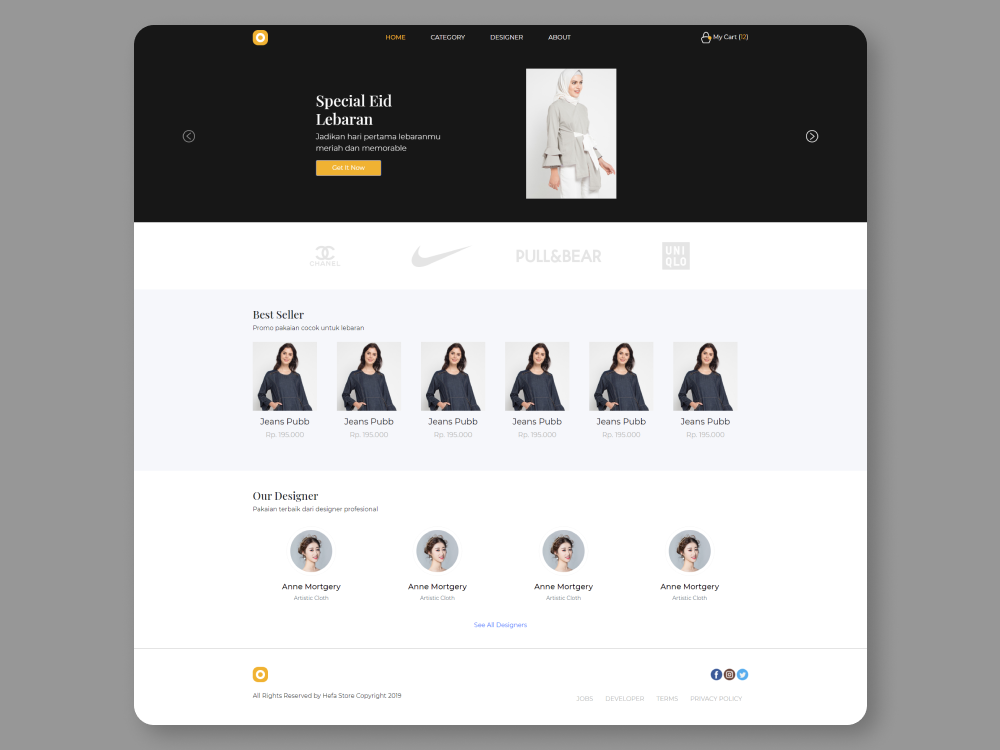 HOME CATEGORY DESIGNER ABOUT My Cart (12)
Special Eid
Lebaran
Jadikan hari pertama lebaranmu
meriah dan memorable
Get It Now
CHANEL PULL&BEAR UNI
QLO
Best Seller
Promo pakaian cocok untuk lebaran
Jeans Pubb Jeans Pubb Jeans Pubb Jeans Pubb Jeans Pubb Jeans Pubb
Rp. 195.000 Rp. 195.000 Rp. 195.000 Rp. 195.000 Rp. 195.000 Rp. 195.000
Our Designer
Pakaian terbaik dari designer profesional
Anne Mortgery Anne Mortgery Anne Mortgery Anne Mortgery
Artistic Cloth Artistic Cloth Artistic Cloth Artistic Cloth
See All Designers
All Rights Reserved by Hefa Store Copyright 2019
JOBS DEVELOPER TERMS PRIVACY POLICY